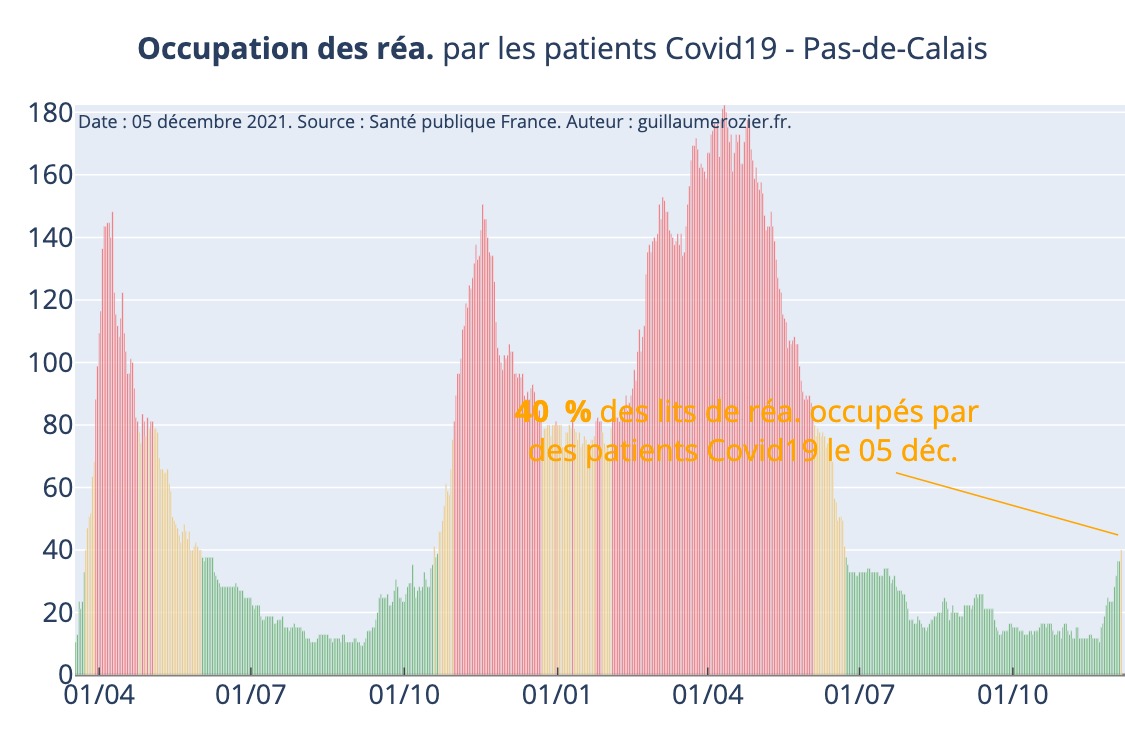 Occupation des réa. par les patients Covid19 - Pas-de-Calais
180
Date : 05 décembre 2021. Source : Santé publique France. Auteur : guillaumerozier.fr.
160
140
120
100
80
40 % des lits de réa. occupés par
des patients Covid19 le 05 déc.
60
40
20
0
01/04 01/07 01/10 01/01 01/04 01/07 01/10